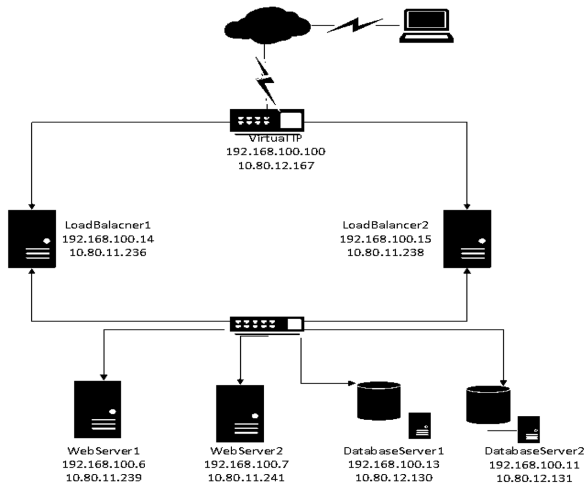 Virtual IP
192.168.100.100
10.80.12.167
LoadBalacner1
192.168.100.14
10.80.11.236
LoadBalancer2
192.168.100.15
10.80.11.238
WebServer1
192.168.100.6
10.80.11.239
WebServer2
192.168.100.7
10.80.11.241
DatabaseServer1
192.168.100.13
10.80.12.130
DatabaseServer2
192.168.100.11
10.80.12.131